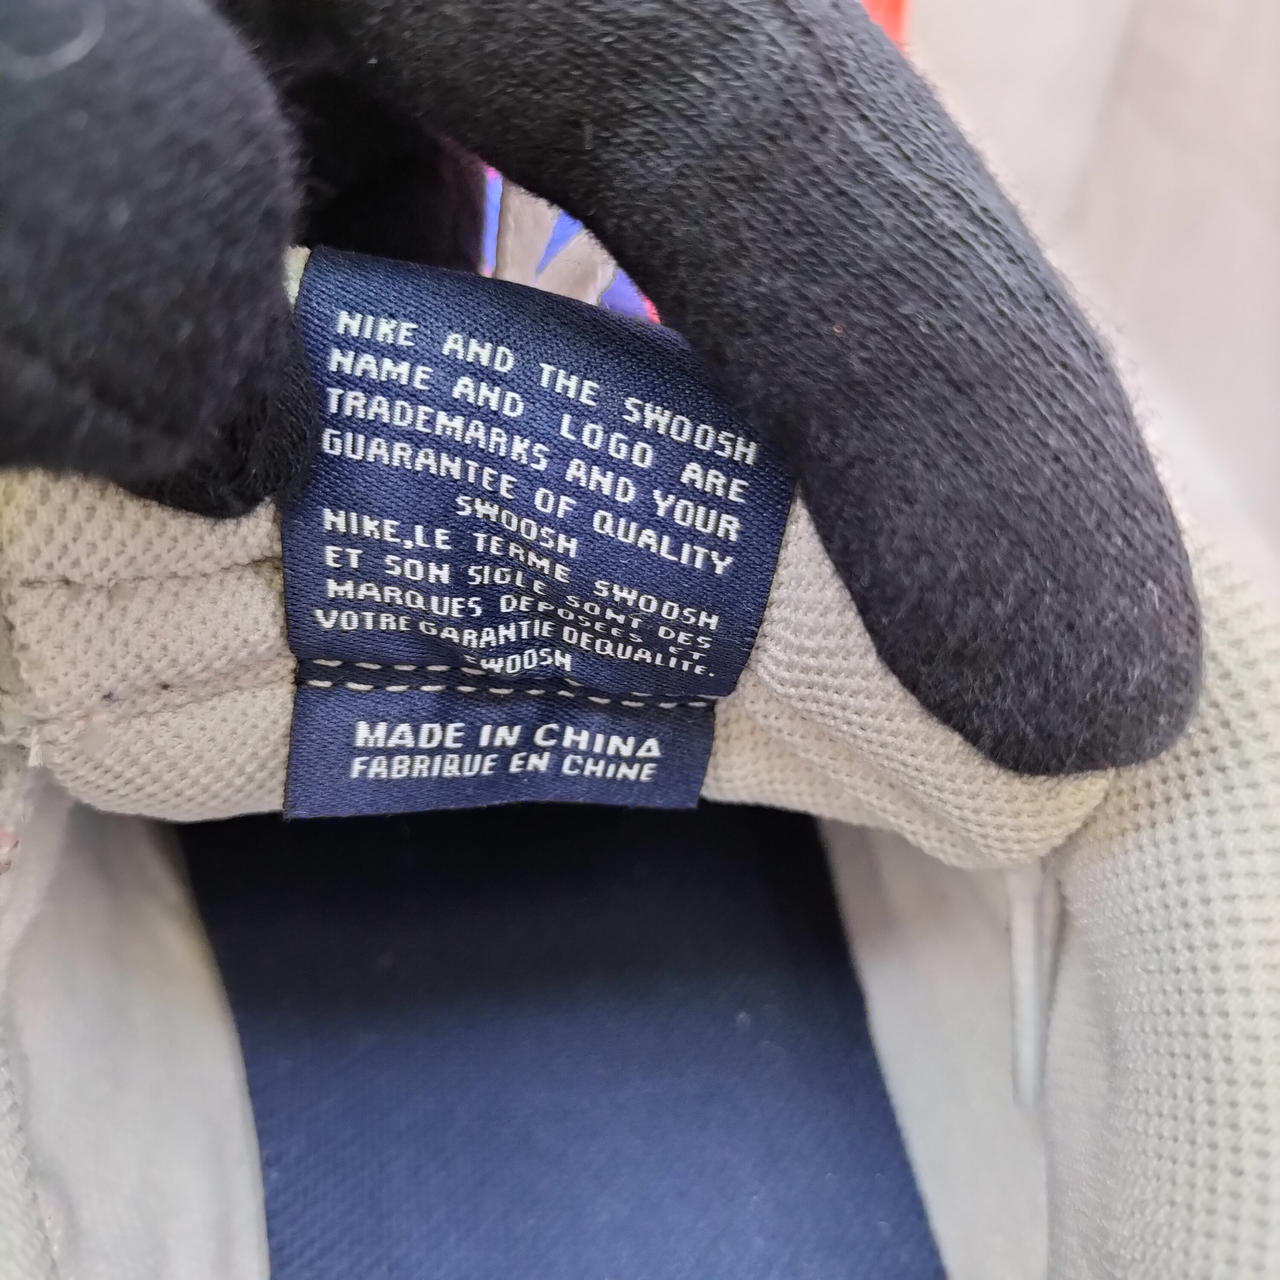 NIKE AND THE SWOOSH
NAME AND LOGO ARE
TRADEMARKS AND YOUR
GUARANTEE OF QUALITY
SWOOSH
NIKE,LE TERME SWOOSH
ET SON SIGLE SONT DES
MARQUES DEPOSEES ET
VOTRE GARANTIE DEQUALITE.
SWOOSH
MADE IN CHINA
FABRIQUE EN CHINE